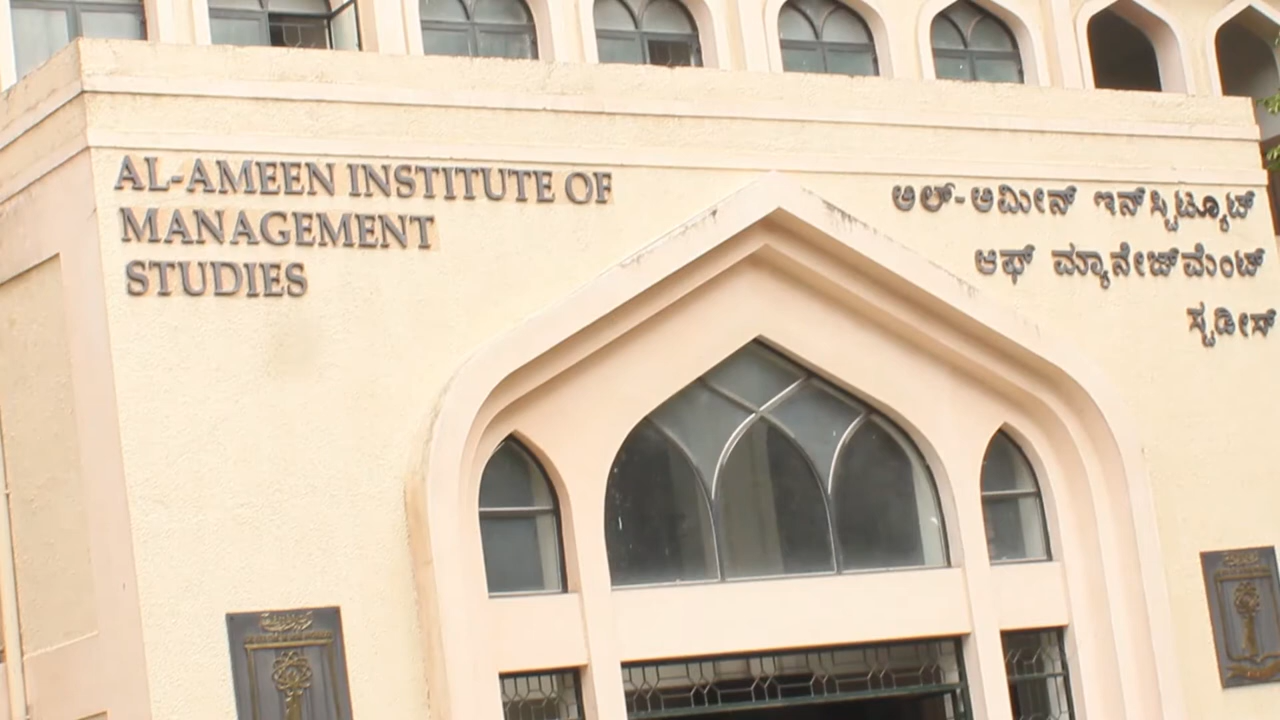 AL-AMEEN INSTITUTE OF
MANAGEMENT
STUDIES
ಅಲ್-ಅಮೀನ್ ಇನ್‌ಸ್ಟಿಟ್ಯೂಟ್
ಆಫ್ ಮ್ಯಾನೇಜ್‌ಮೆಂಟ್
ಸ್ಟಡೀಸ್